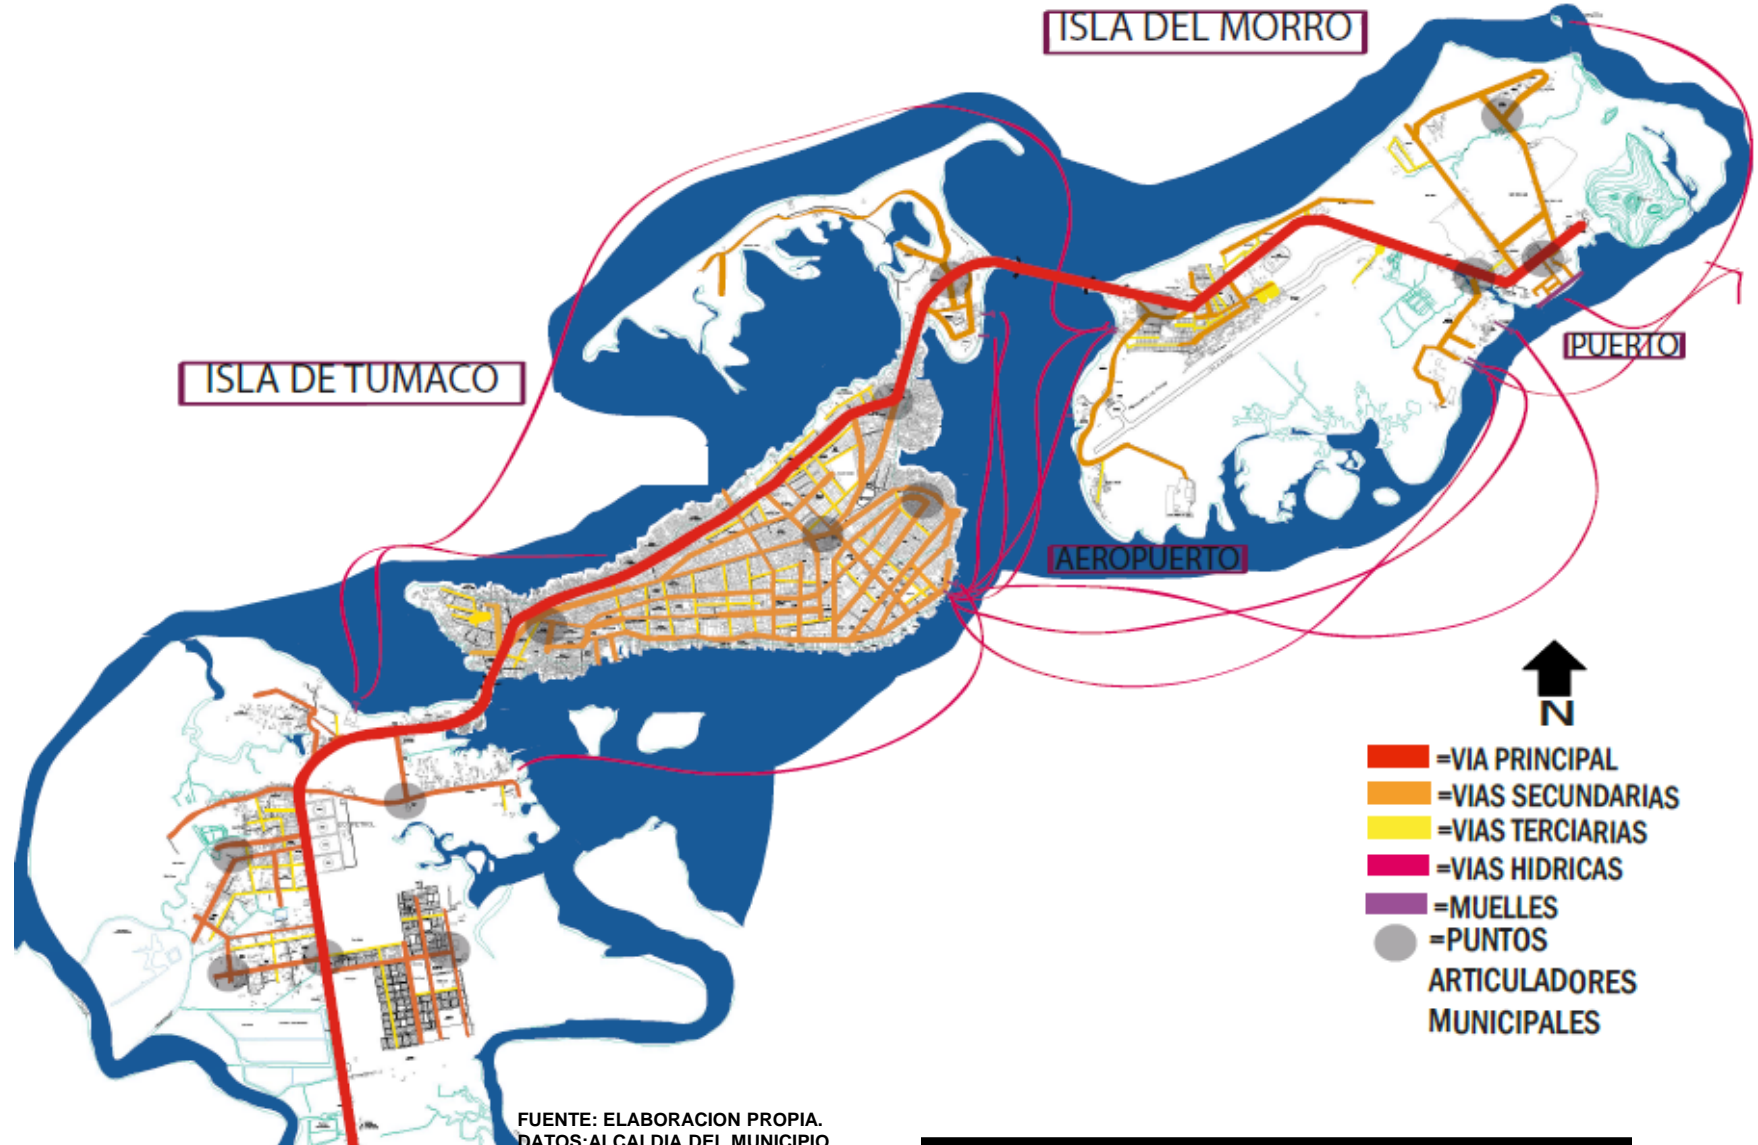 ISLA DEL MORRO
ISLA DE TUMACO
PUERTO
AEROPUERTO
N
=VIA PRINCIPAL
=VIAS SECUNDARIAS
=VIAS TERCIARIAS
=VIAS HIDRICAS
=MUELLES
=PUNTOS
ARTICULADORES
MUNICIPALES
FUENTE: ELABORACION PROPIA.
DATOS:ALCALDIA DEL MUNICIPIO